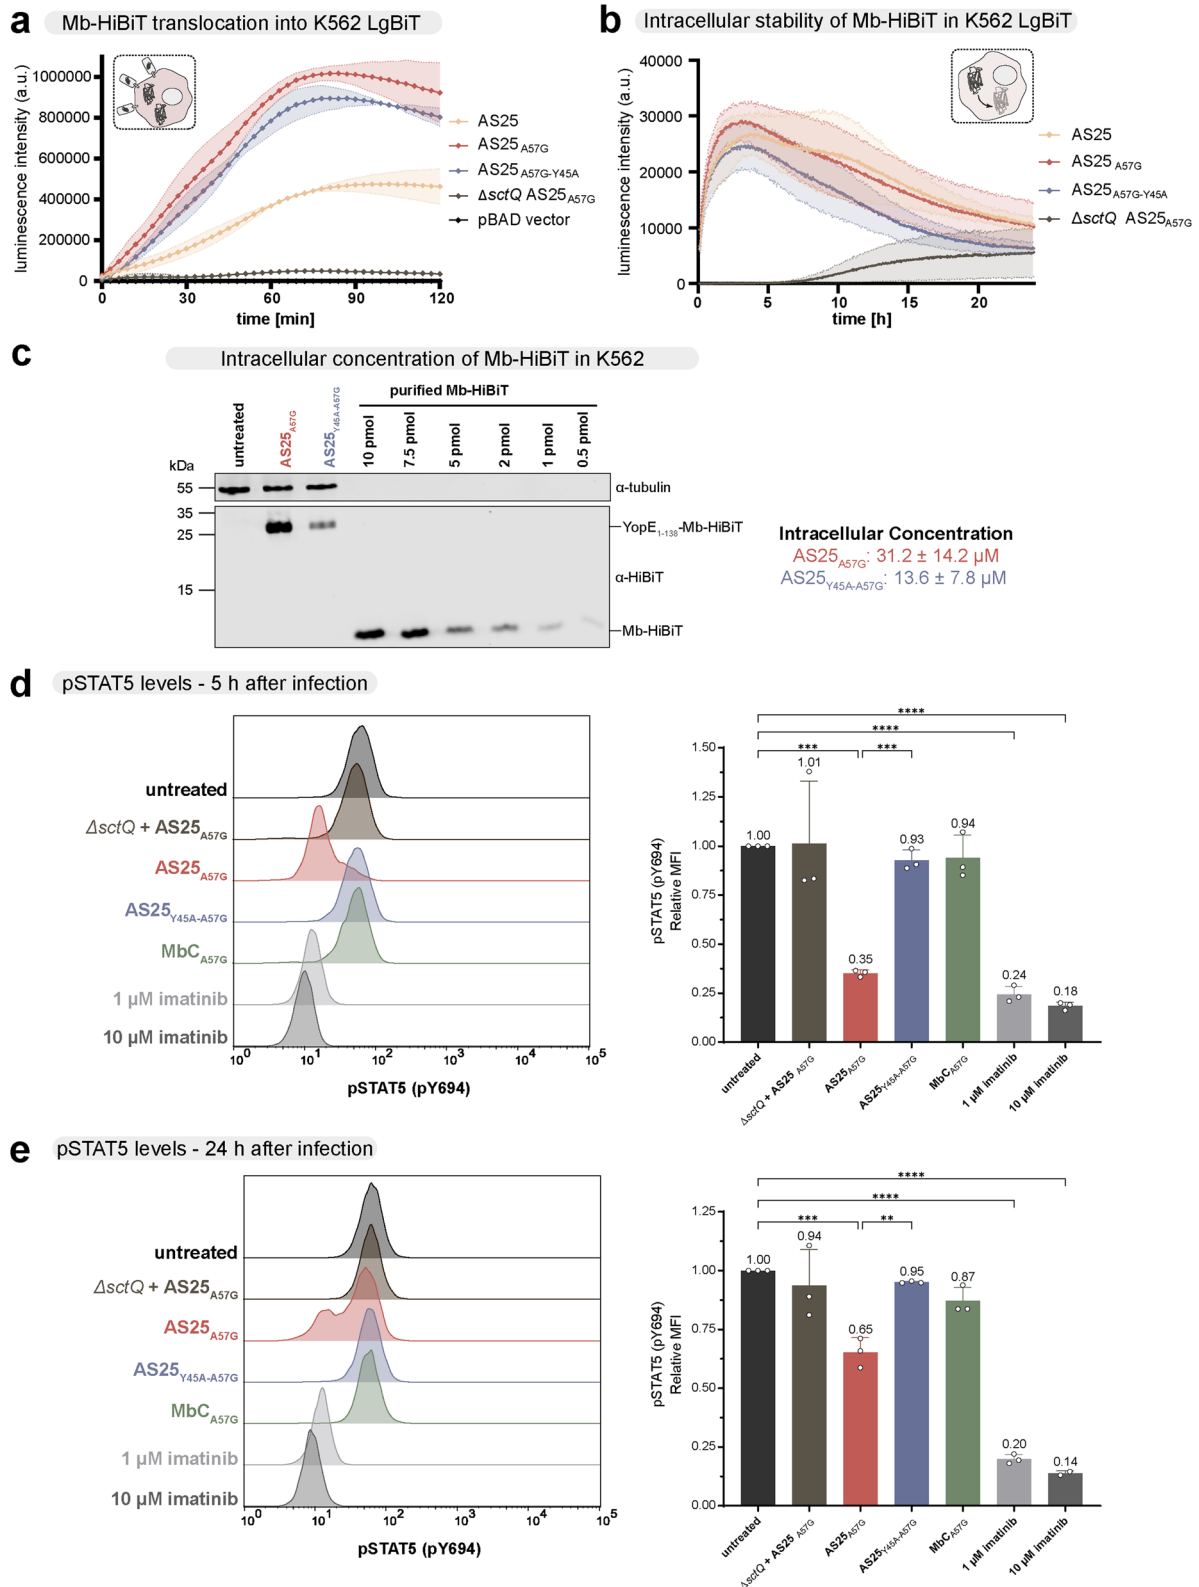 a Mb-HiBiT translocation into K562 LgBiT
luminescence intensity (a.u.)
1000000
800000
600000
400000
200000
0
0 30 60 90 120
time [min]
AS25
AS25A57G
AS25A57G-Y45A
ΔsctQ AS25A57G
pBAD vector
b Intracellular stability of Mb-HiBiT in K562 LgBiT
luminescence intensity (a.u.)
40000
30000
20000
10000
0
0 5 10 15 20
time [h]
AS25
AS25A57G
AS25A57G-Y45A
ΔsctQ AS25A57G
c Intracellular concentration of Mb-HiBiT in K562
purified Mb-HiBiT
untreated
AS25A57G
AS25Y45A-A57G
10 pmol
7.5 pmol
5 pmol
2 pmol
1 pmol
0.5 pmol
kDa
55
35
25
15
α-tubulin
YopE1-138-Mb-HiBiT
α-HiBiT
Mb-HiBiT
Intracellular Concentration
AS25A57G: 31.2 ± 14.2 µM
AS25Y45A-A57G: 13.6 ± 7.8 µM
d pSTAT5 levels - 5 h after infection
untreated
ΔsctQ + AS25A57G
AS25A57G
AS25Y45A-A57G
MbCA57G
1 µM imatinib
10 µM imatinib
10^0 10^1 10^2 10^3 10^4 10^5
pSTAT5 (pY694)
pSTAT5 (pY694)
Relative MFI
1.50
1.25
1.00
0.75
0.50
0.25
0.00
****
****
*** ***
1.00 1.01 0.35 0.93 0.94 0.24 0.18
untreated
ΔsctQ + AS25 A57G
AS25A57G
AS25Y45A-A57G
MbCA57G
1 µM imatinib
10 µM imatinib
e pSTAT5 levels - 24 h after infection
untreated
ΔsctQ + AS25A57G
AS25A57G
AS25Y45A-A57G
MbCA57G
1 µM imatinib
10 µM imatinib
10^0 10^1 10^2 10^3 10^4 10^5
pSTAT5 (pY694)
pSTAT5 (pY694)
Relative MFI
1.25
1.00
0.75
0.50
0.25
0.00
****
****
*** **
1.00 0.94 0.65 0.95 0.87 0.20 0.14
untreated
ΔsctQ + AS25 A57G
AS25A57G
AS25Y45A-A57G
MbCA57G
1 µM imatinib
10 µM imatinib